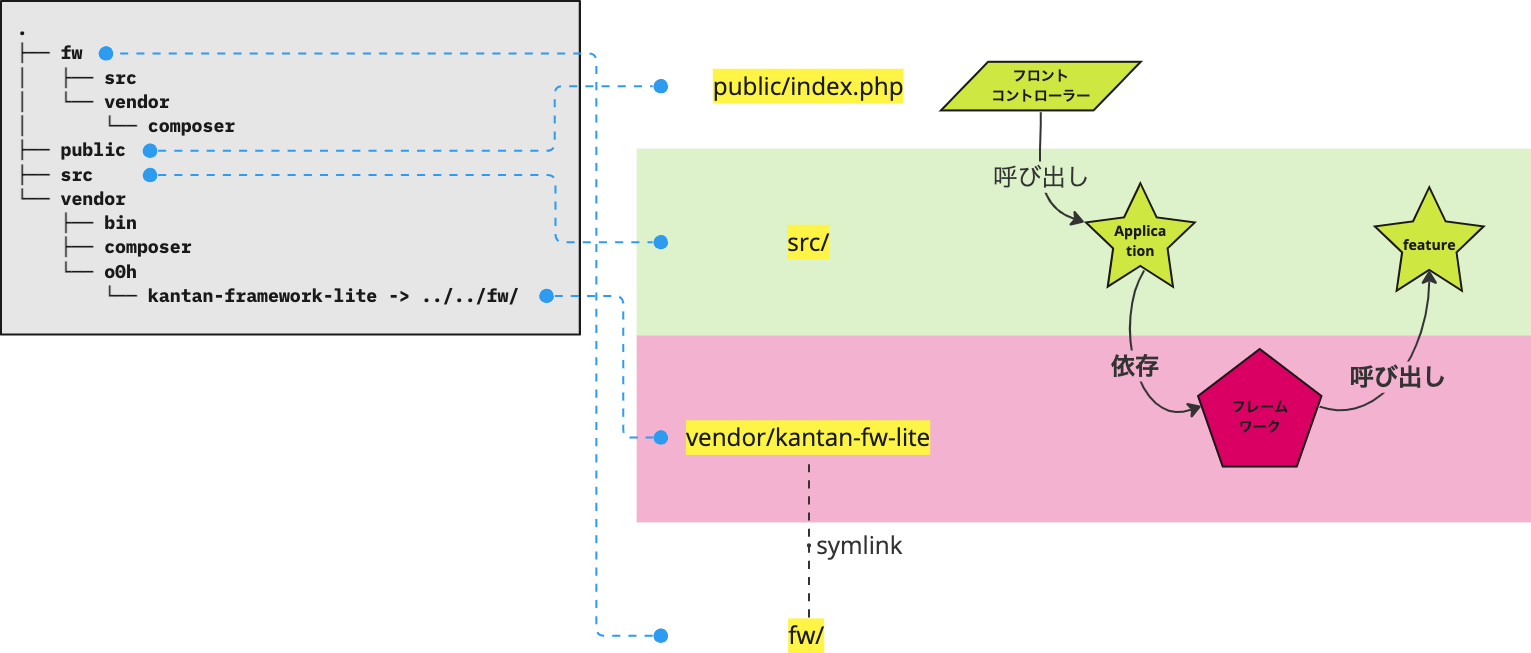 .
├── fw
│   ├── src
│   └── vendor
│       └── composer
├── public
├── src
└── vendor
    ├── bin
    ├── composer
    └── o0h
        └── kantan-framework-lite -> ../../fw/
public/index.php
フロント
コントローラー
呼び出し
src/
Applica
tion
feature
依存
呼び出し
フレーム
ワーク
vendor/kantan-fw-lite
symlink
fw/